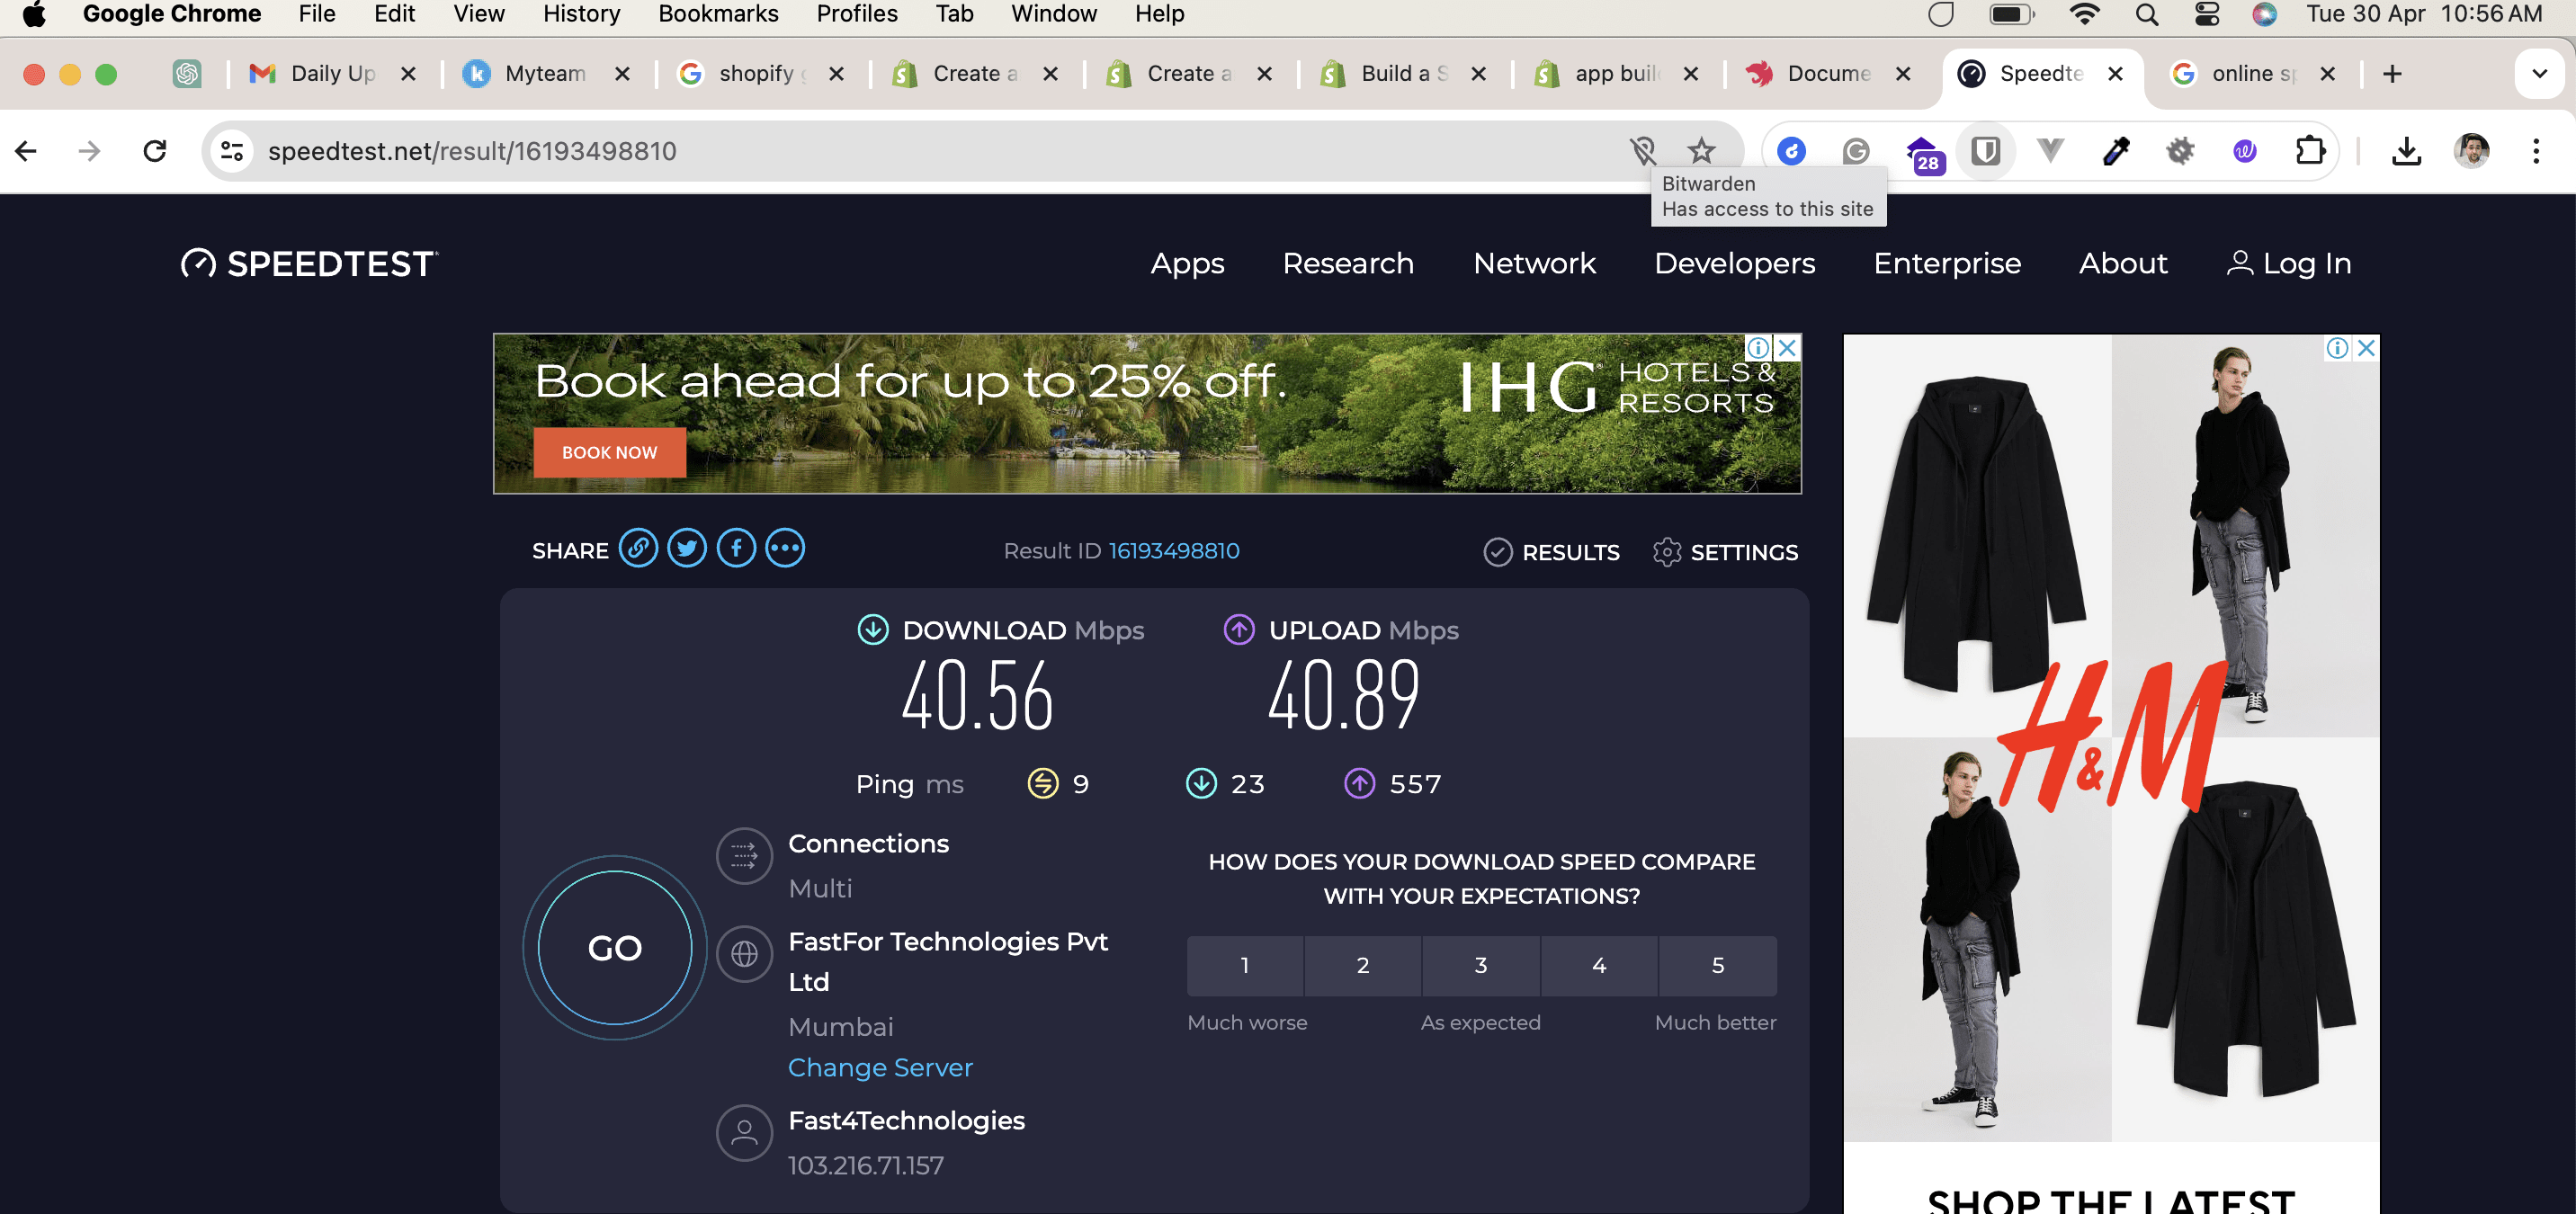 Google Chrome File Edit View History Bookmarks Profiles Tab Window Help Tue 30 Apr 10:56 AM
Daily Up Myteam shopify Create a Create a Build a S app buil Docume Speedte online sp
speedtest.net/result/16193498810
28
Bitwarden
Has access to this site
SPEEDTEST
Apps Research Network Developers Enterprise About Log In
Book ahead for up to 25% off.
IHG HOTELS &
RESORTS
BOOK NOW
SHARE Result ID 16193498810 RESULTS SETTINGS
DOWNLOAD Mbps UPLOAD Mbps
40.56 40.89
Ping ms 9 23 557
Connections
Multi
GO
FastFor Technologies Pvt
Ltd
Mumbai
Change Server
Fast4Technologies
103.216.71.157
HOW DOES YOUR DOWNLOAD SPEED COMPARE
WITH YOUR EXPECTATIONS?
1 2 3 4 5
Much worse As expected Much better
H&M
SHOP THE LATEST